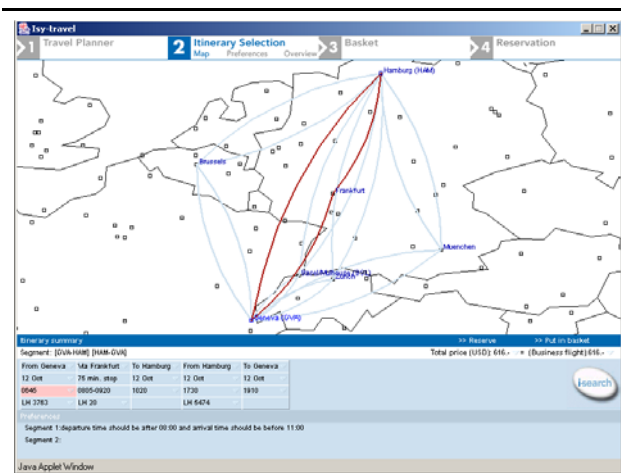 Isy-travel
1 Travel Planner
2 Itinerary Selection
Map Preferences Overview
3 Basket
4 Reservation
Hamburg (HAM)
Brussels
Frankfurt
Muenchen
Zurich
Geneva (GVA)
Itinerary summary >> Reserve >> Put in basket
Segment: [GVA-HAM] [HAM-GVA] Total price (USD): 616.- + (Business flight) 616.-
From Geneva Via Frankfurt To Hamburg From Hamburg To Geneva
12 Oct 75 min. stop 12 Oct 12 Oct 12 Oct
0645 0805-0920 1020 1730 1910
LH 3763 LH 20 LH 6474
i-search
Preferences
Segment 1:departure time should be after 00:00 and arrival time should be before 11:00
Segment 2:
Java Applet Window